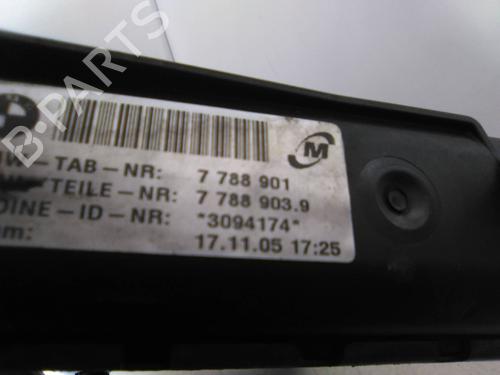 TAB-NR: 7 788 901
TEILE-NR: 7 788 903.9
DINE-ID-NR: *3094174*
17.11.05 17:25
M
B-PARTS